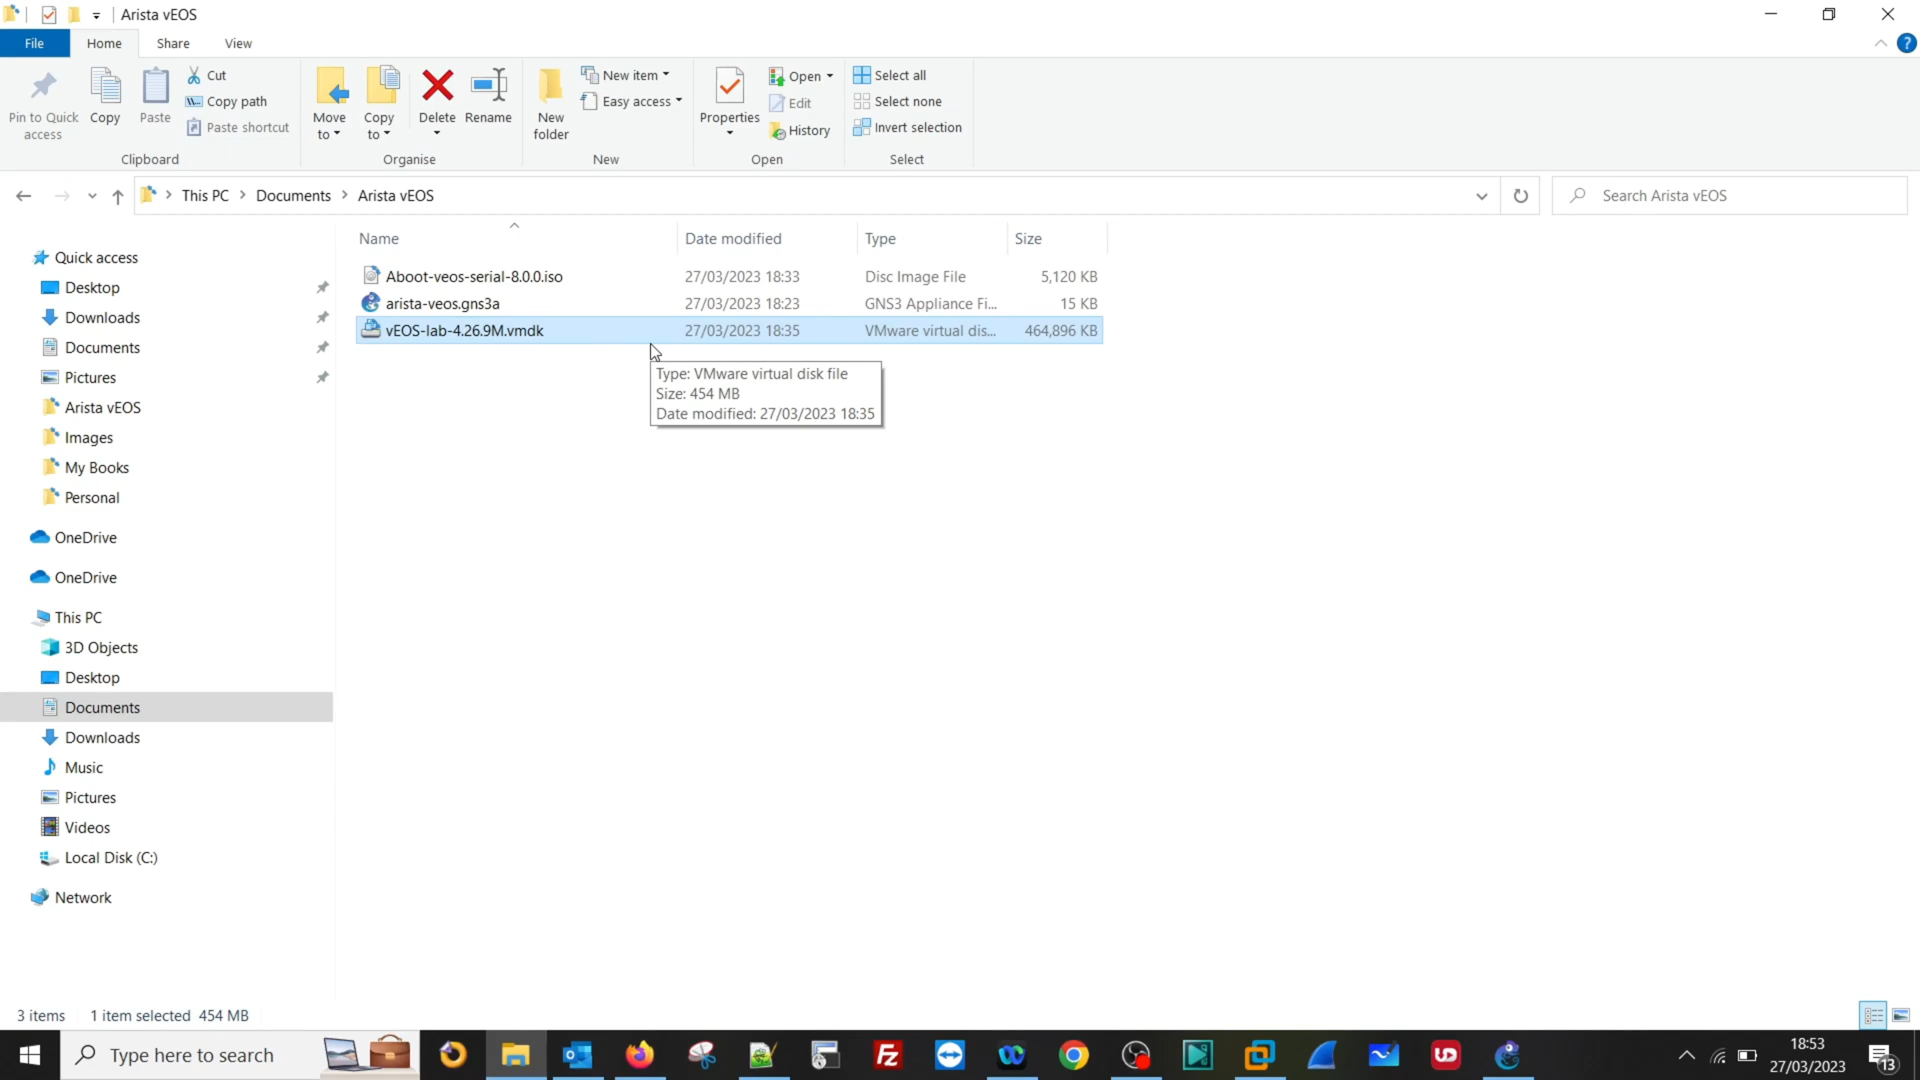 Arista vEOS
File Home Share View
Pin to Quick access
Copy
Paste
Cut
Copy path
Paste shortcut
Clipboard
Move to
Copy to
Delete
Rename
Organise
New folder
New item
Easy access
New
Properties
Open
Edit
History
Open
Select all
Select none
Invert selection
Select
This PC > Documents > Arista vEOS
Search Arista vEOS
Name Date modified Type Size
Aboot-veos-serial-8.0.0.iso 27/03/2023 18:33 Disc Image File 5,120 KB
arista-veos.gns3a 27/03/2023 18:23 GNS3 Appliance Fi... 15 KB
vEOS-lab-4.26.9M.vmdk 27/03/2023 18:35 VMware virtual dis... 464,896 KB
Type: VMware virtual disk file
Size: 454 MB
Date modified: 27/03/2023 18:35
Quick access
Desktop
Downloads
Documents
Pictures
Arista vEOS
Images
My Books
Personal
OneDrive
OneDrive
This PC
3D Objects
Desktop
Documents
Downloads
Music
Pictures
Videos
Local Disk (C:)
Network
3 items 1 item selected 454 MB
Type here to search
18:53
27/03/2023
13